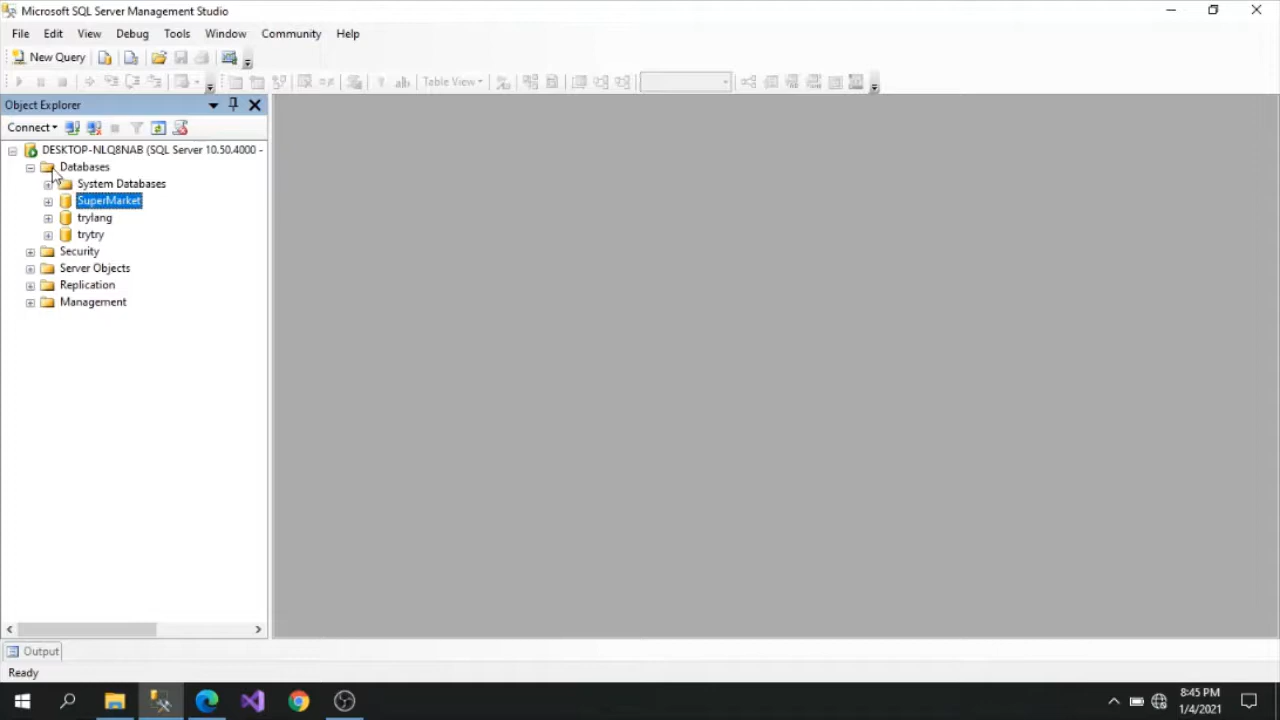 Microsoft SQL Server Management Studio
File Edit View Debug Tools Window Community Help
New Query
Table View
Object Explorer
Connect
DESKTOP-NLQ8NAB (SQL Server 10.50.4000 -
Databases
System Databases
SuperMarket
trylang
trytry
Security
Server Objects
Replication
Management
Output
Ready
8:45 PM
1/4/2021